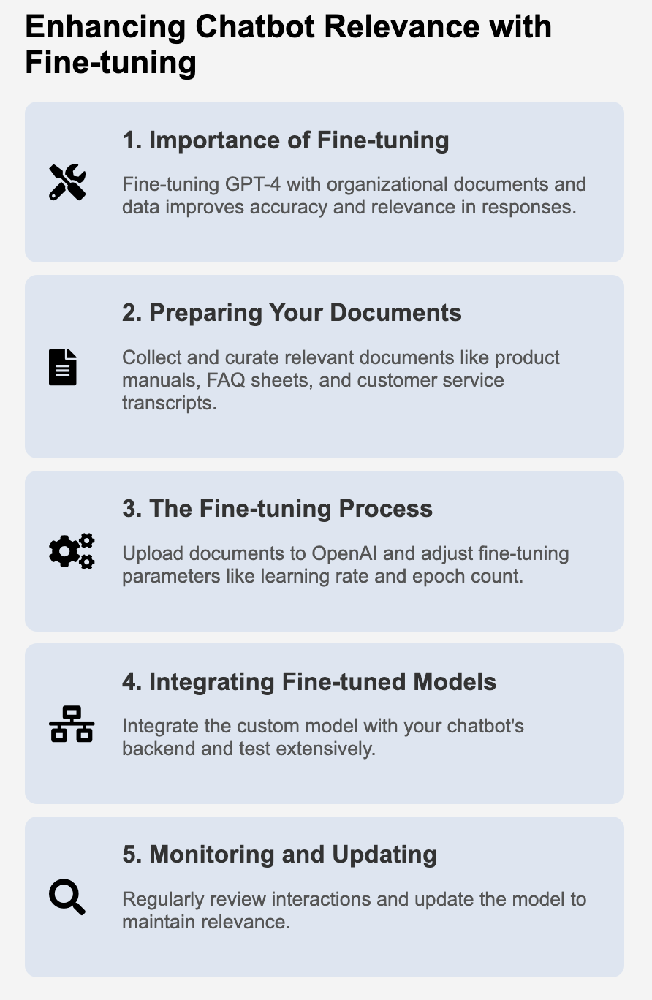 Enhancing Chatbot Relevance with
Fine-tuning
1. Importance of Fine-tuning
Fine-tuning GPT-4 with organizational documents and
data improves accuracy and relevance in responses.
2. Preparing Your Documents
Collect and curate relevant documents like product
manuals, FAQ sheets, and customer service
transcripts.
3. The Fine-tuning Process
Upload documents to OpenAI and adjust fine-tuning
parameters like learning rate and epoch count.
4. Integrating Fine-tuned Models
Integrate the custom model with your chatbot's
backend and test extensively.
5. Monitoring and Updating
Regularly review interactions and update the model to
maintain relevance.